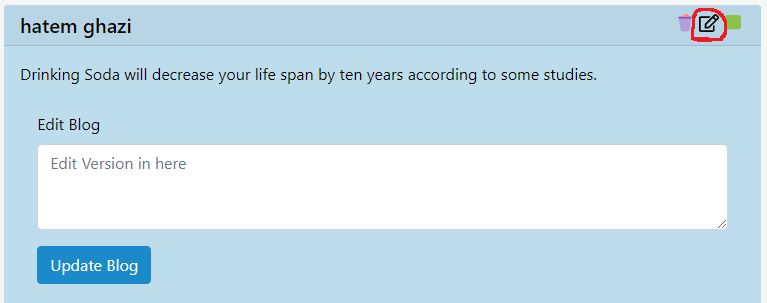 hatem ghazi
Drinking Soda will decrease your life span by ten years according to some studies.
Edit Blog
Edit Version in here
Update Blog